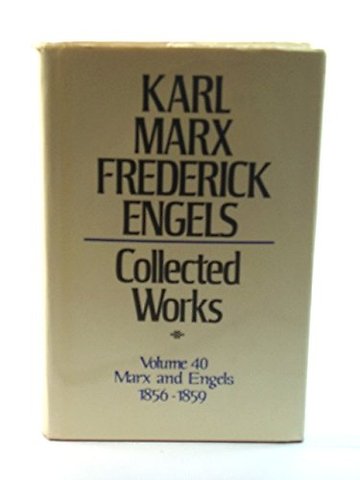 KARL
MARX
FREDERICK
ENGELS
Collected
Works
Volume 40
Marx and Engels
1856-1859